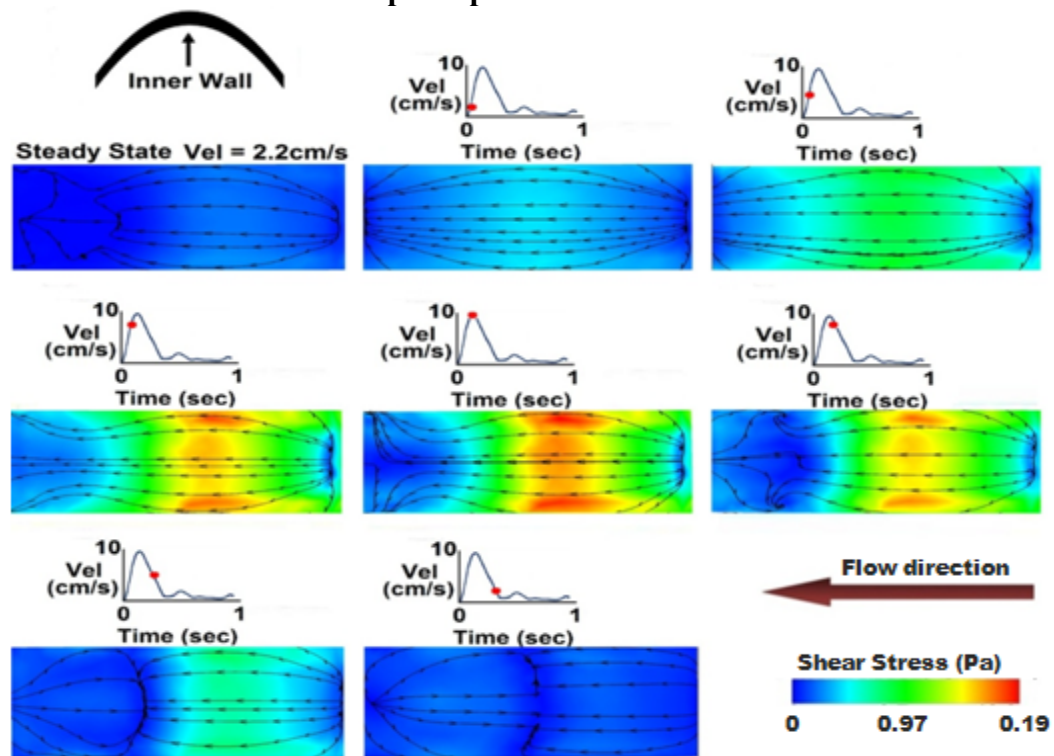 Inner Wall
10
Vel
(cm/s)
0 1
Time (sec)
10
Vel
(cm/s)
0 1
Time (sec)
Steady State Vel = 2.2cm/s
10
Vel
(cm/s)
0 1
Time (sec)
10
Vel
(cm/s)
0 1
Time (sec)
10
Vel
(cm/s)
0 1
Time (sec)
10
Vel
(cm/s)
0 1
Time (sec)
10
Vel
(cm/s)
0 1
Time (sec)
Flow direction
Shear Stress (Pa)
0 0.97 0.19